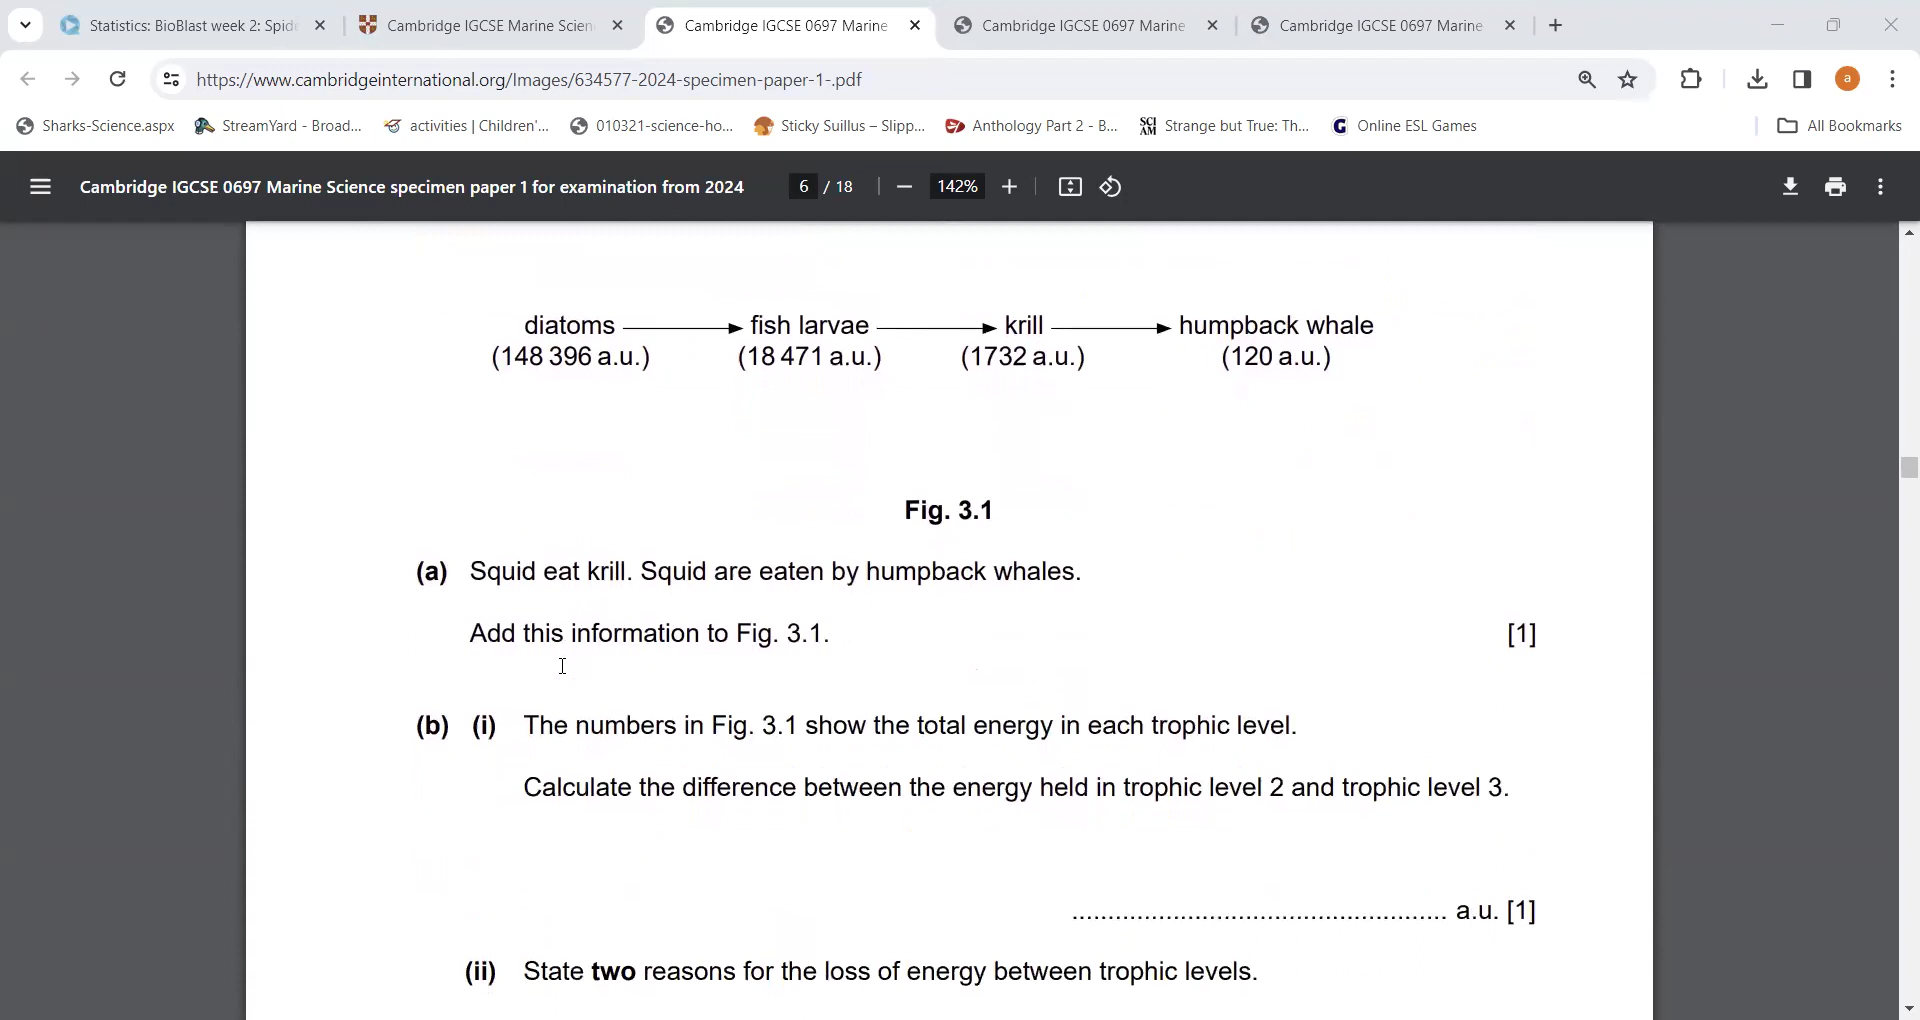 Statistics: BioBlast week 2: Spide
Cambridge IGCSE Marine Scien
Cambridge IGCSE 0697 Marine
Cambridge IGCSE 0697 Marine
Cambridge IGCSE 0697 Marine
https://www.cambridgeinternational.org/Images/634577-2024-specimen-paper-1-.pdf
a
Sharks-Science.aspx
StreamYard - Broad...
activities | Children'...
010321-science-ho...
Sticky Suillus – Slipp...
Anthology Part 2 - B...
SCI AM
Strange but True: Th...
G
Online ESL Games
All Bookmarks
Cambridge IGCSE 0697 Marine Science specimen paper 1 for examination from 2024
6 / 18
142%
diatoms fish larvae krill humpback whale
(148 396 a.u.) (18 471 a.u.) (1732 a.u.) (120 a.u.)
Fig. 3.1
(a) Squid eat krill. Squid are eaten by humpback whales.
Add this information to Fig. 3.1. [1]
(b) (i) The numbers in Fig. 3.1 show the total energy in each trophic level.
Calculate the difference between the energy held in trophic level 2 and trophic level 3.
.................................................... a.u. [1]
(ii) State two reasons for the loss of energy between trophic levels.